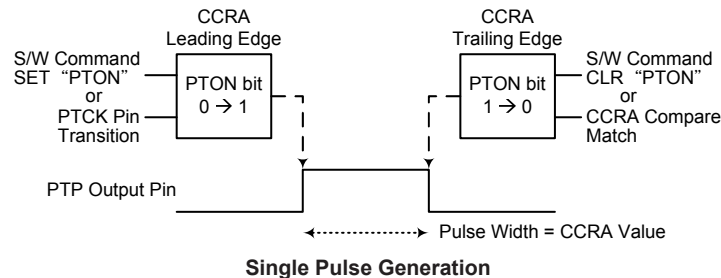 CCRA
Leading Edge
S/W Command
SET “PTON”
or
PTCK Pin
Transition
PTON bit
0 → 1
CCRA
Trailing Edge
PTON bit
1 → 0
S/W Command
CLR “PTON”
or
CCRA Compare
Match
PTP Output Pin
Pulse Width = CCRA Value
Single Pulse Generation